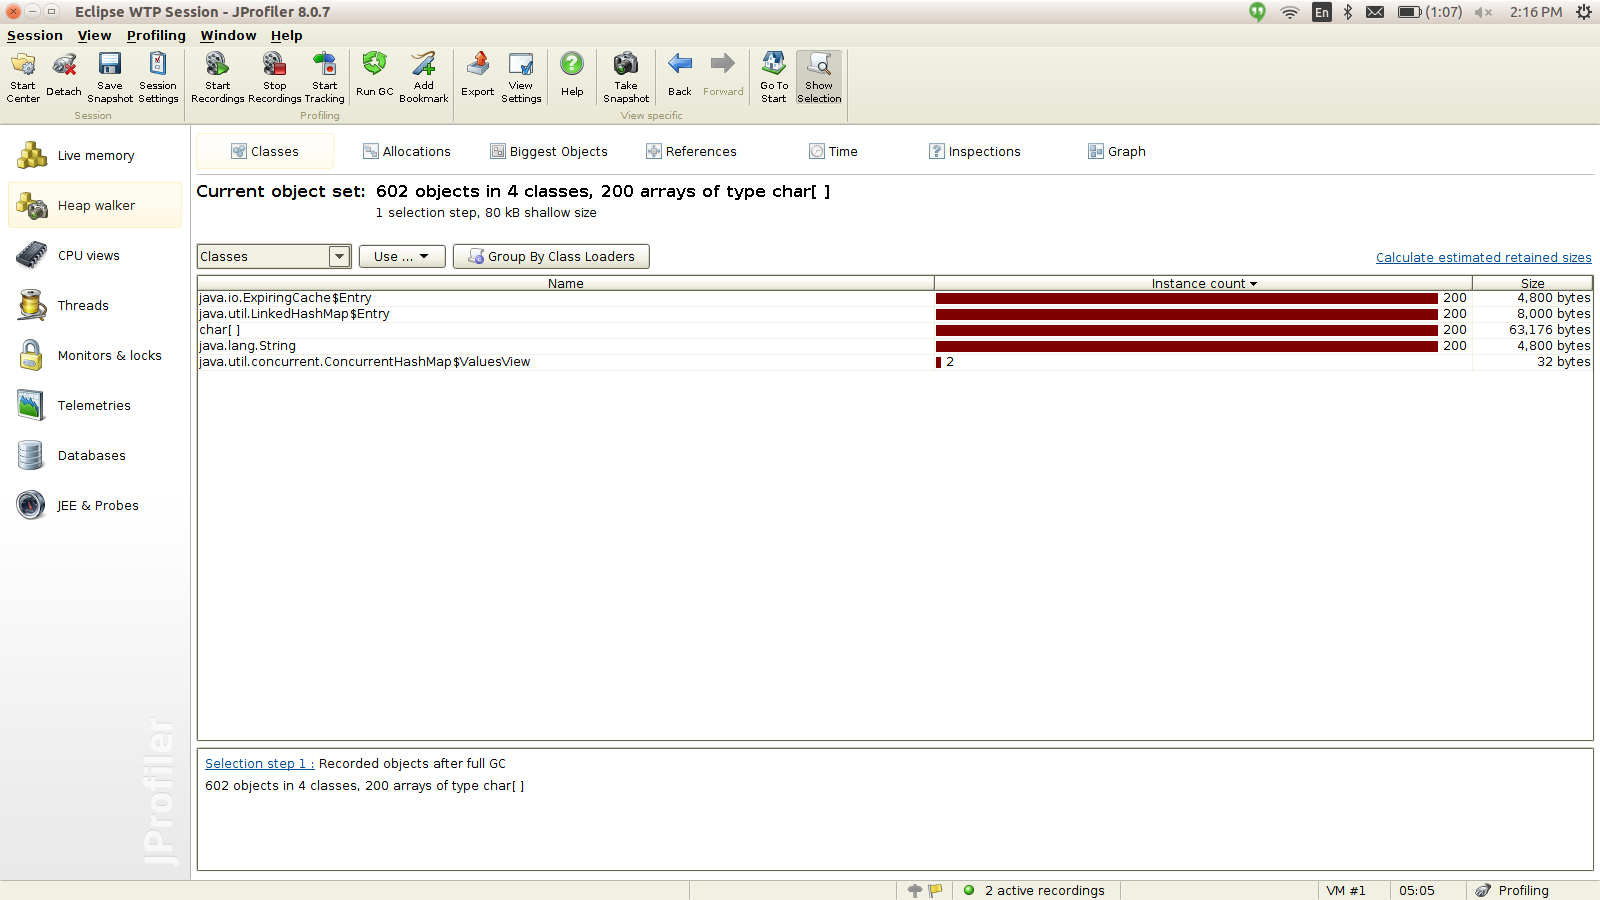 Eclipse WTP Session - JProfiler 8.0.7
En
(1:07)
2:16 PM
Session View Profiling Window Help
Start Center
Detach
Save Snapshot
Session Settings
Start Recordings
Stop Recordings
Start Tracking
Run GC
Add Bookmark
Export
View Settings
Help
Take Snapshot
Back
Forward
Go To Start
Show Selection
Session
Profiling
View specific
Live memory
Heap walker
CPU views
Threads
Monitors & locks
Telemetries
Databases
JEE & Probes
JProfiler
Classes Allocations Biggest Objects References Time Inspections Graph
Current object set: 602 objects in 4 classes, 200 arrays of type char[ ]
1 selection step, 80 kB shallow size
Classes Use ... Group By Class Loaders Calculate estimated retained sizes
Name Instance count Size
java.io.ExpiringCache$Entry 200 4,800 bytes
java.util.LinkedHashMap$Entry 200 8,000 bytes
char[ ] 200 63,176 bytes
java.lang.String 200 4,800 bytes
java.util.concurrent.ConcurrentHashMap$ValuesView 2 32 bytes
Selection step 1 : Recorded objects after full GC
602 objects in 4 classes, 200 arrays of type char[ ]
2 active recordings VM #1 05:05 Profiling